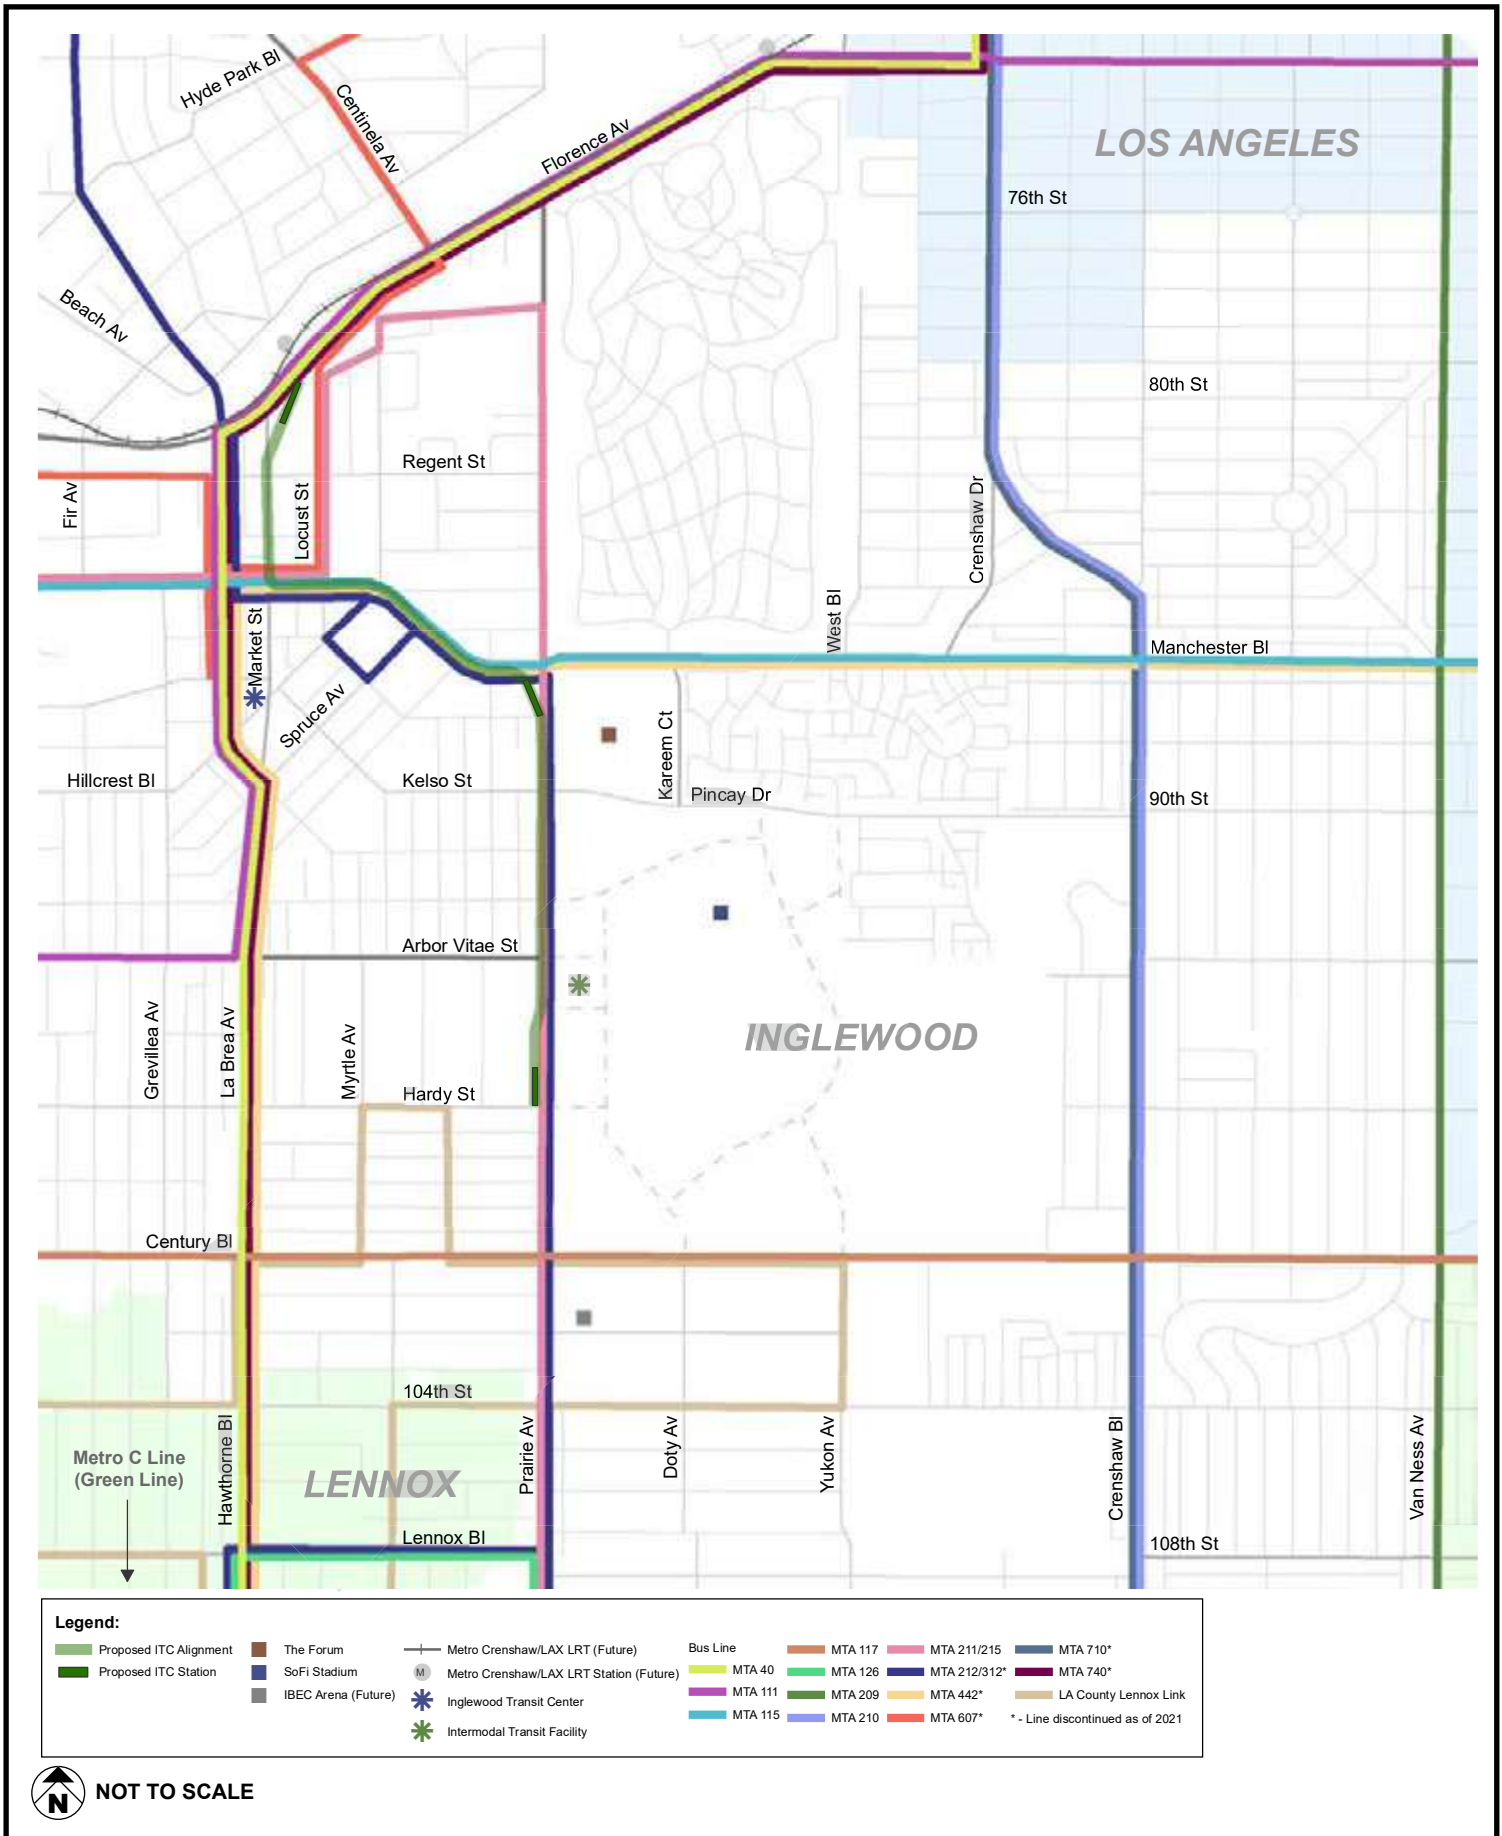 Hyde Park Bl
Centinela Av
Florence Av
LOS ANGELES
76th St
Beach Av
80th St
Regent St
Fir Av
Locust St
Crenshaw Dr
West Bl
Market St
Manchester Bl
Spruce Av
Kareem Ct
Hillcrest Bl
Kelso St
Pincay Dr
90th St
Arbor Vitae St
Grevillea Av
La Brea Av
Myrtle Av
INGLEWOOD
Hardy St
Century Bl
104th St
Metro C Line
(Green Line)
Hawthorne Bl
LENNOX
Prairie Av
Doty Av
Yukon Av
Crenshaw Bl
Van Ness Av
Lennox Bl
108th St
Legend:
Proposed ITC Alignment
Proposed ITC Station
The Forum
SoFi Stadium
IBEC Arena (Future)
Metro Crenshaw/LAX LRT (Future)
M Metro Crenshaw/LAX LRT Station (Future)
Inglewood Transit Center
Intermodal Transit Facility
Bus Line
MTA 40
MTA 111
MTA 115
MTA 117
MTA 126
MTA 209
MTA 210
MTA 211/215
MTA 212/312*
MTA 442*
MTA 607*
MTA 710*
MTA 740*
LA County Lennox Link
* - Line discontinued as of 2021
N NOT TO SCALE